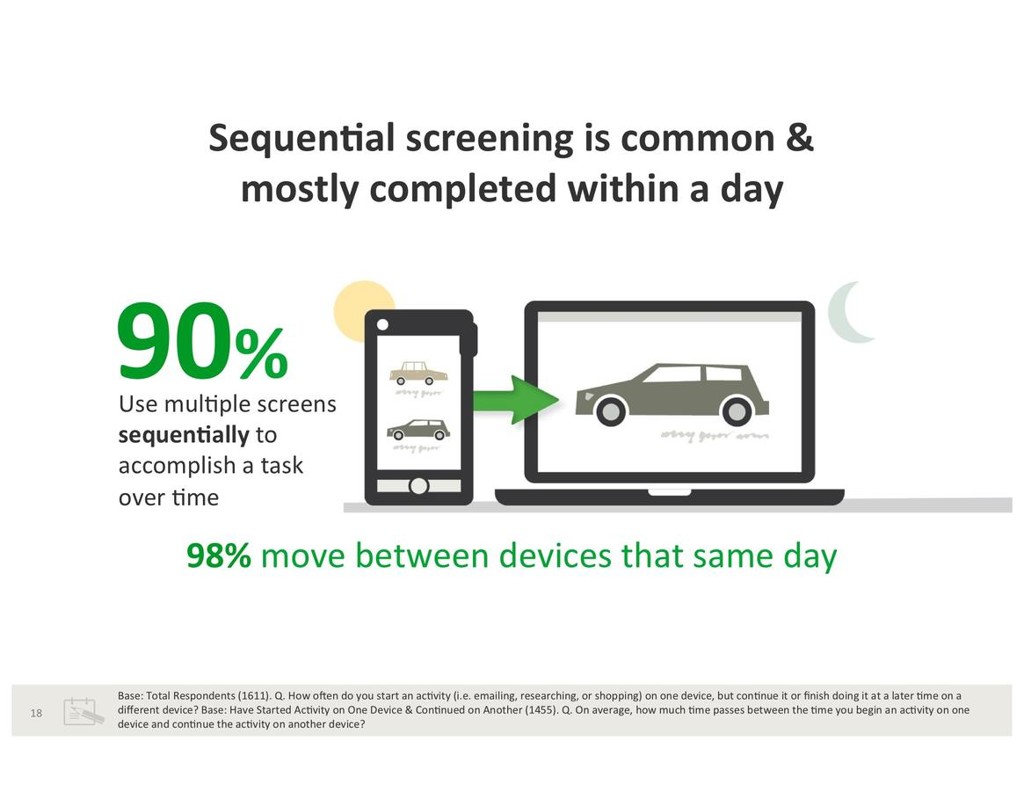 Sequential screening is common &
mostly completed within a day
90%
Use multiple screens
sequentially to
accomplish a task
over time
98% move between devices that same day
18
Base: Total Respondents (1611). Q. How often do you start an activity (i.e. emailing, researching, or shopping) on one device, but continue it or finish doing it at a later time on a
different device? Base: Have Started Activity on One Device & Continued on Another (1455). Q. On average, how much time passes between the time you begin an activity on one
device and continue the activity on another device?